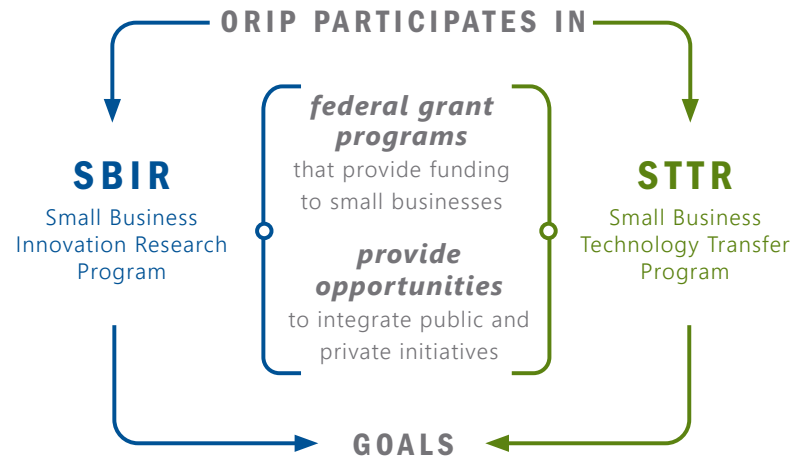 ORIP PARTICIPATES IN
SBIR
Small Business
Innovation Research
Program
federal grant
programs
that provide funding
to small businesses
provide
opportunities
to integrate public and
private initiatives
STTR
Small Business
Technology Transfer
Program
GOALS